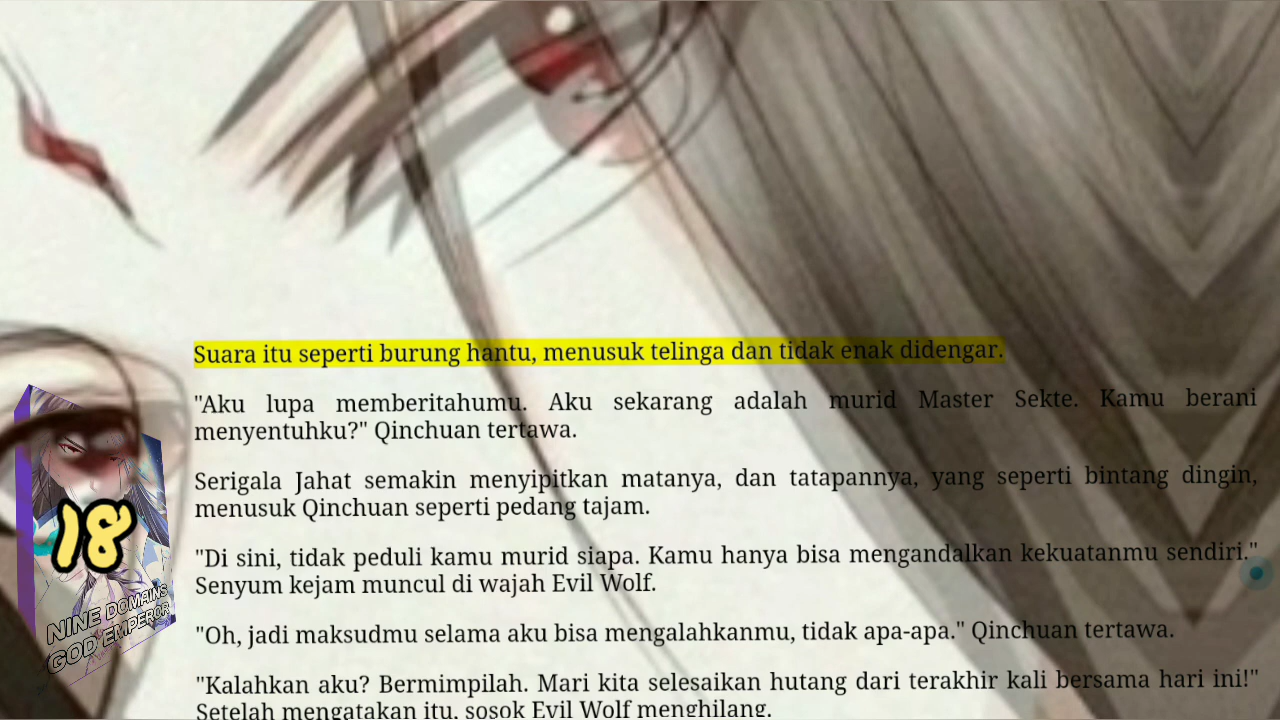 Suara itu seperti burung hantu, menusuk telinga dan tidak enak didengar.
"Aku lupa memberitahumu. Aku sekarang adalah murid Master Sekte. Kamu berani
menyentuhku?" Qinchuan tertawa.
Serigala Jahat semakin menyipitkan matanya, dan tatapannya, yang seperti bintang dingin,
menusuk Qinchuan seperti pedang tajam.
"Di sini, tidak peduli kamu murid siapa. Kamu hanya bisa mengandalkan kekuatanmu sendiri."
Senyum kejam muncul di wajah Evil Wolf.
"Oh, jadi maksudmu selama aku bisa mengalahkanmu, tidak apa-apa." Qinchuan tertawa.
"Kalahkan aku? Bermimpilah. Mari kita selesaikan hutang dari terakhir kali bersama hari ini!"
Setelah mengatakan itu, sosok Evil Wolf menghilang.
18
NINE DOMAINS
GOD EMPEROR